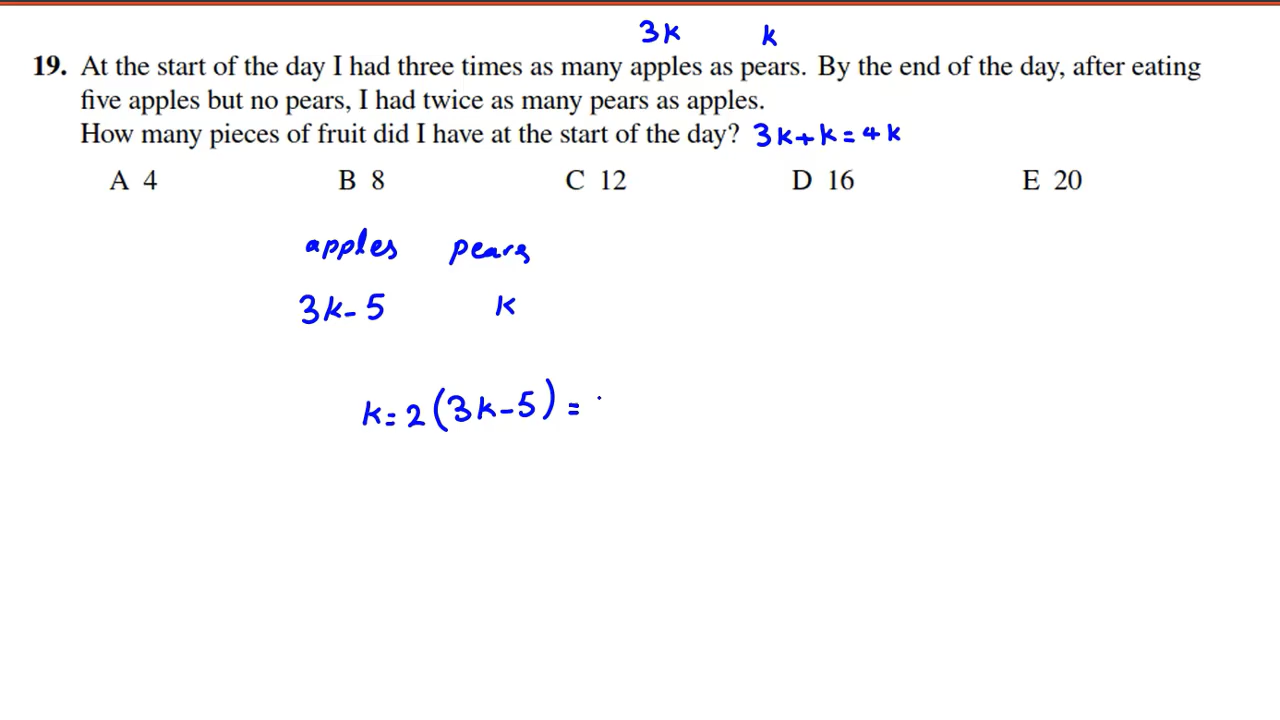 3k k
19. At the start of the day I had three times as many apples as pears. By the end of the day, after eating
five apples but no pears, I had twice as many pears as apples.
How many pieces of fruit did I have at the start of the day? 3k+k=4k
A 4 B 8 C 12 D 16 E 20
apples pears
3k-5 k
k=2(3k-5)=